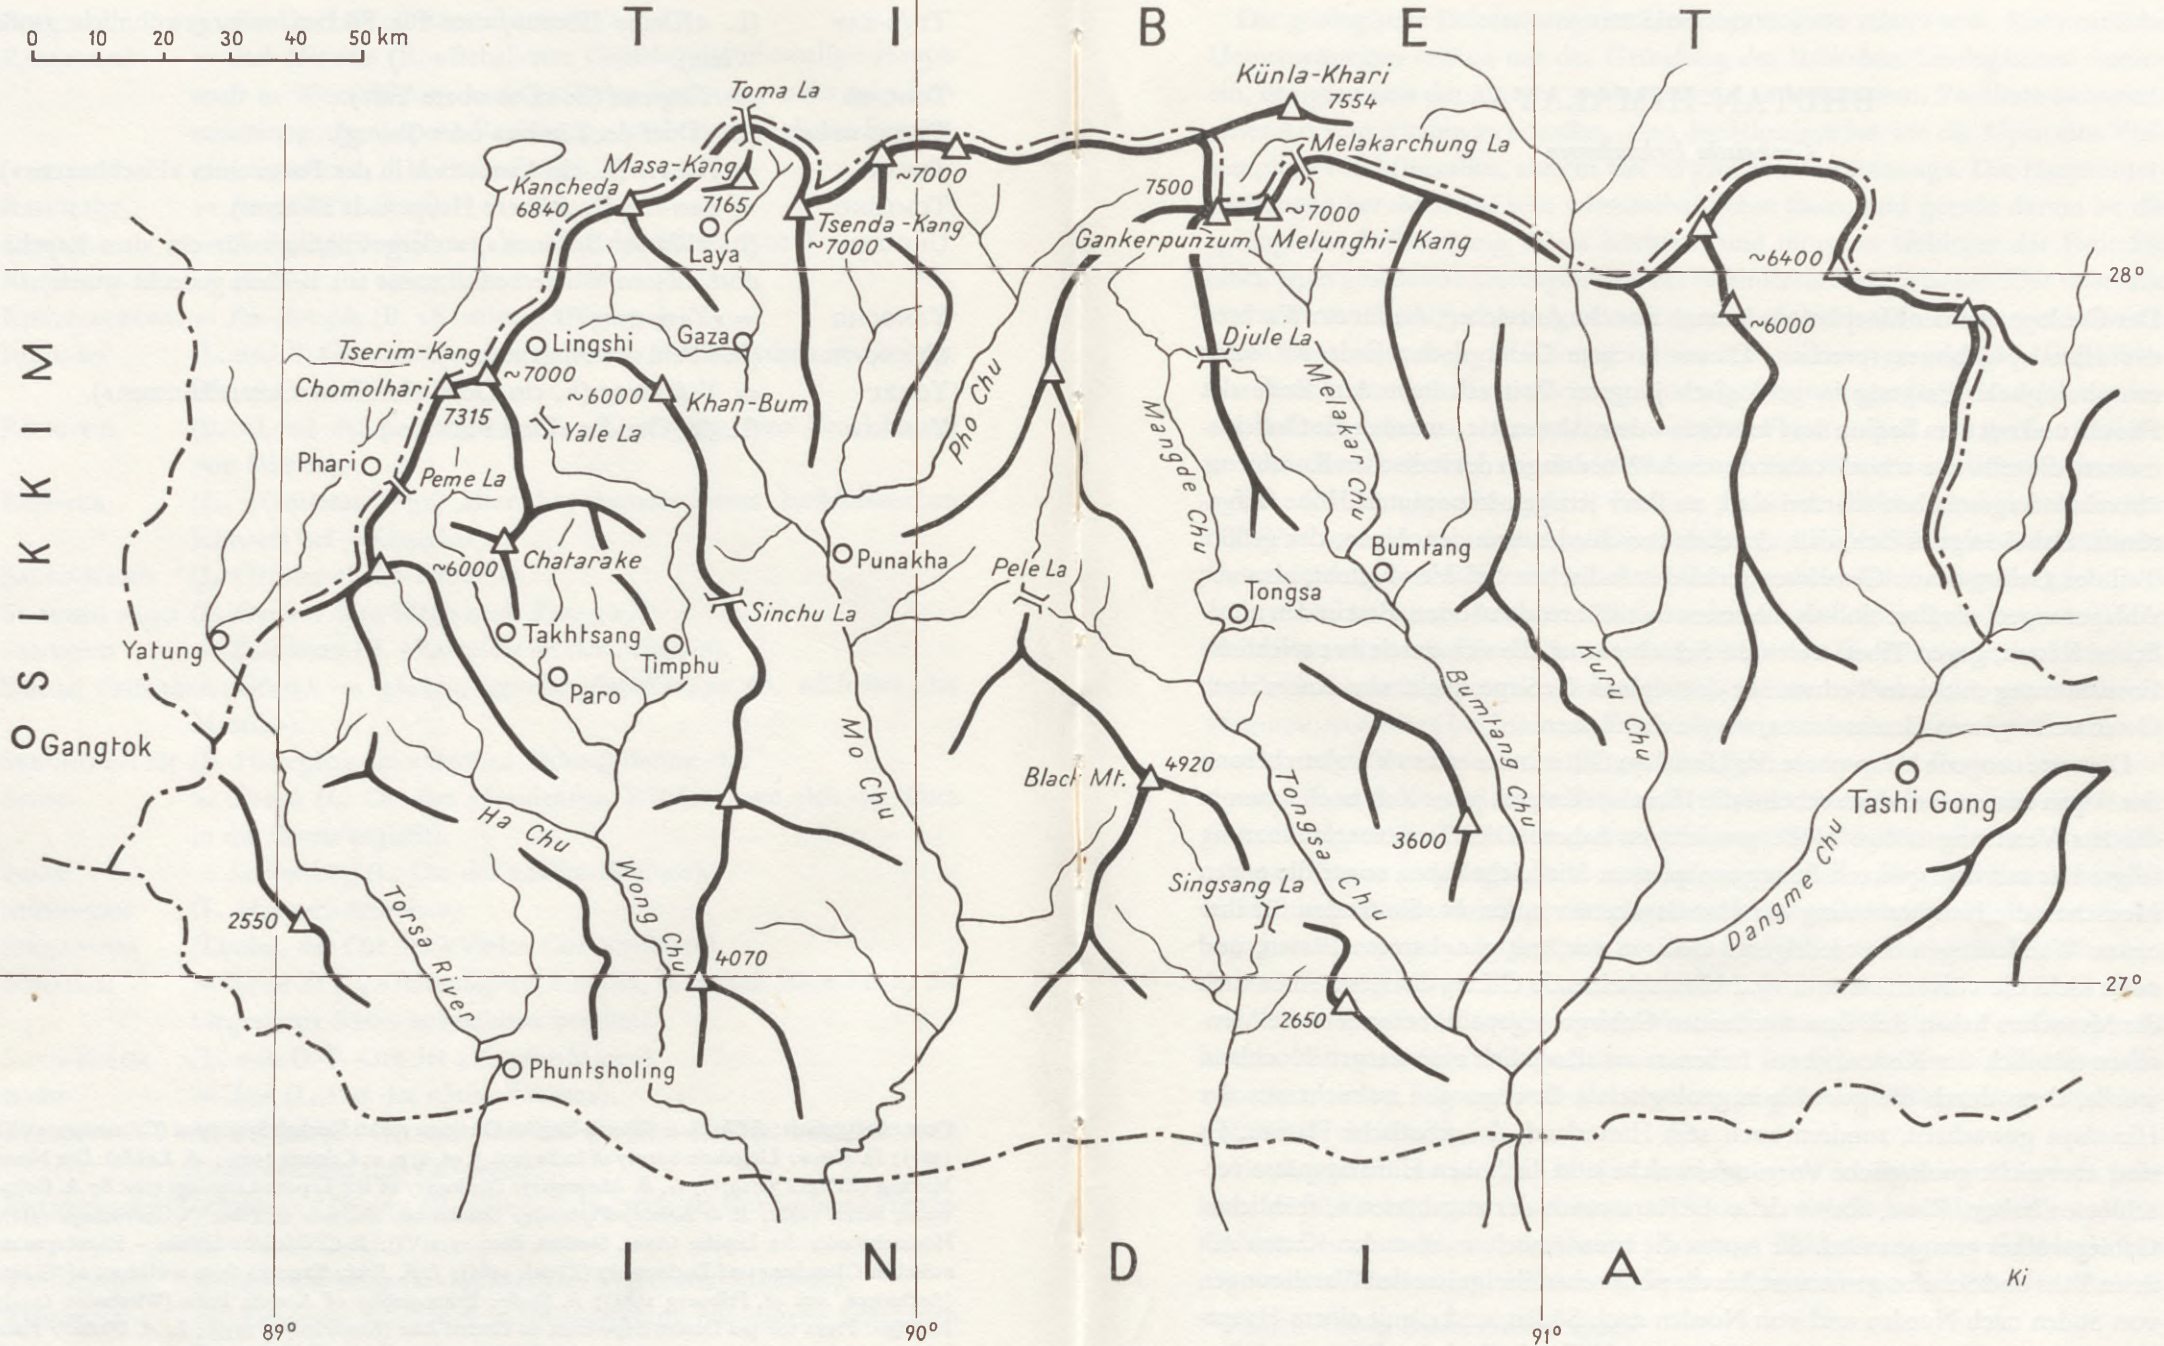 T I B E T
0 10 20 30 40 50 km
Künla-Khari
7554
Toma La
Melakarchung La
Masa-Kang
Kancheda
6840
7165
~7000
7500
~7000
Tsenda-Kang
~7000
Gankerpunzum
Melunghi-Kang
Laya
~6400
28°
~6000
Lingshi
Gaza
Djule La
Tserim-Kang
~7000
Chomolhari
7315
~6000
Khan-Bum
Yale La
Pho Chu
Mangde Chu
Melakar Chu
Phari
Peme La
SIKKIM
Chatarake
~6000
Punakha
Pele La
Bumtang
Tongsa
Sinchu La
Takhtsang
Timphu
Yatung
Paro
Kuru Chu
Bumtang Chu
Gangtok
Mo Chu
Black Mt.
4920
Tashi Gong
Ha Chu
Tongsa Chu
3600
Wong Chu
Dangme Chu
Singsang La
2550
Torsa River
4070
27°
2650
Phuntsholing
I N D I A
Ki
89° 90° 91°